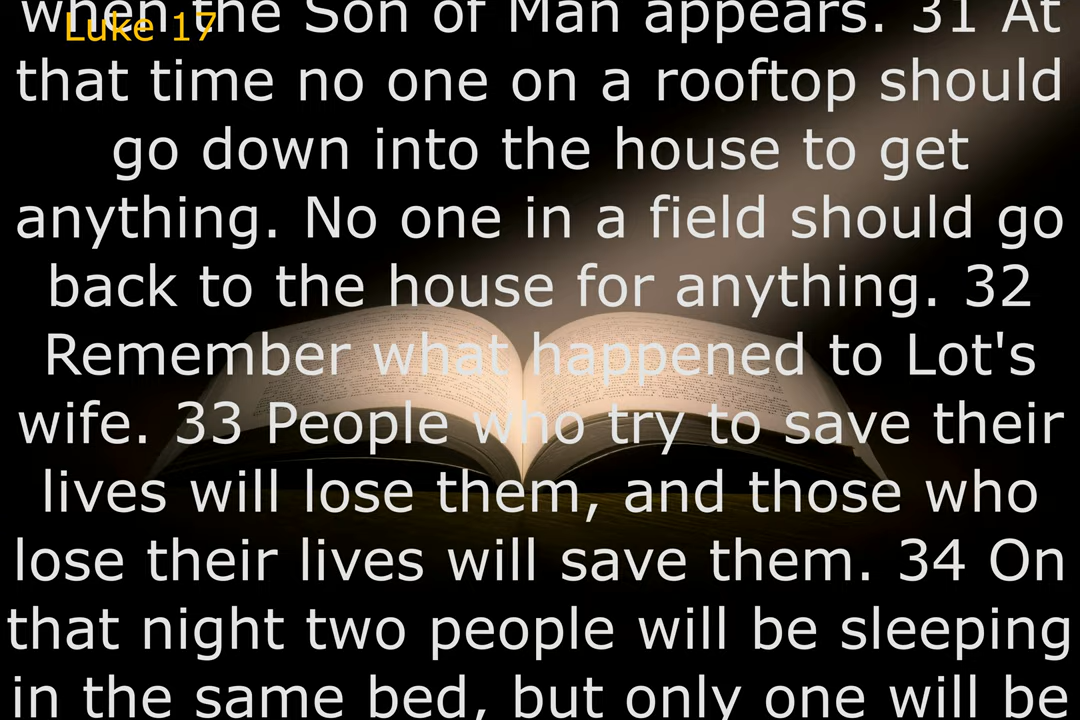 when the Son of Man appears. 31 At
Luke 17
that time no one on a rooftop should
go down into the house to get
anything. No one in a field should go
back to the house for anything. 32
Remember what happened to Lot's
wife. 33 People who try to save their
lives will lose them, and those who
lose their lives will save them. 34 On
that night two people will be sleeping
in the same bed, but only one will be